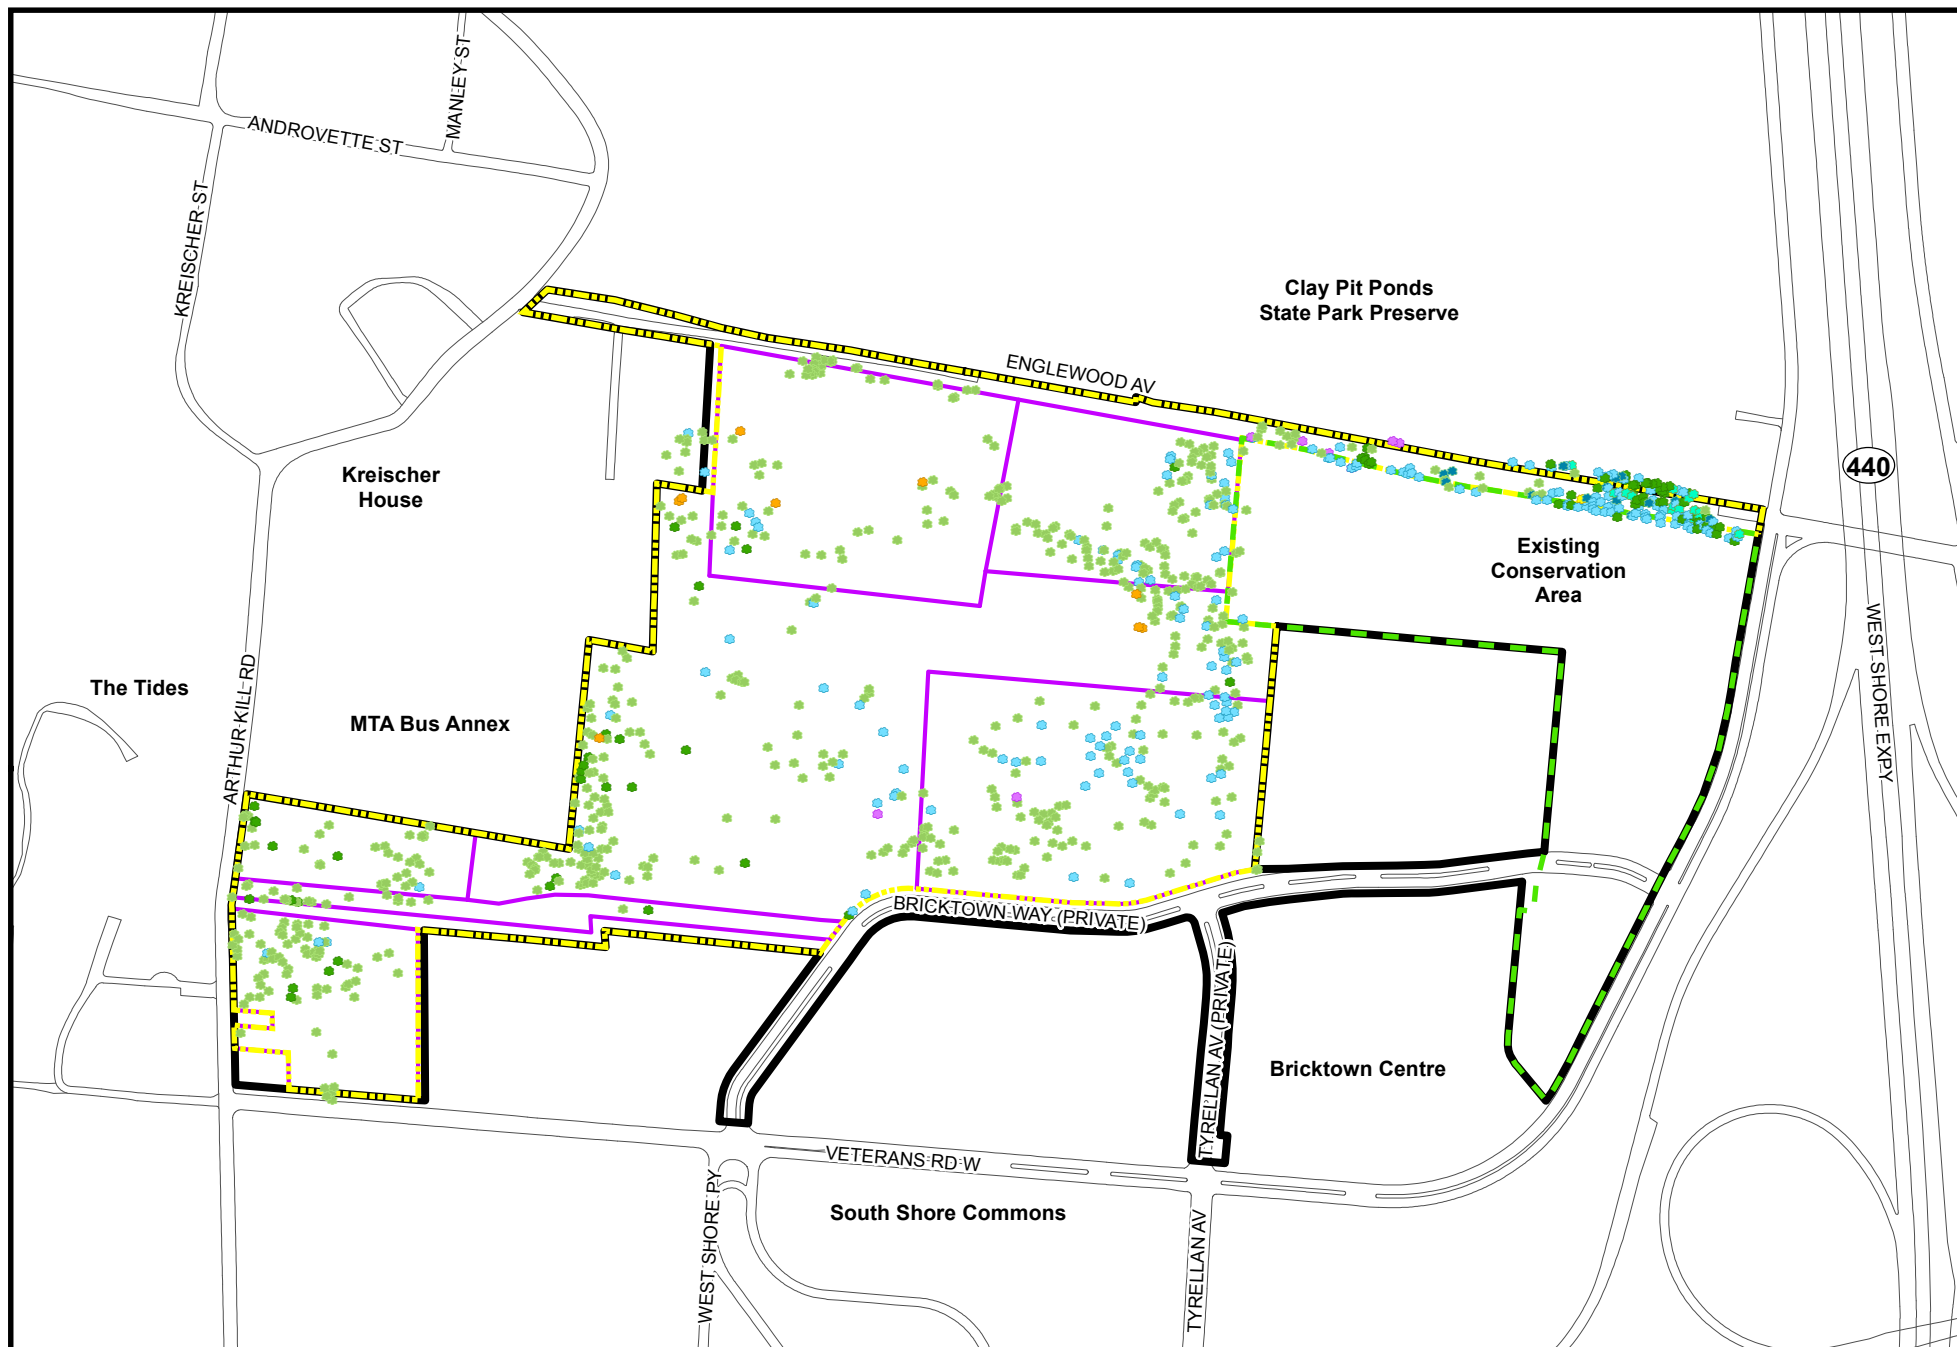 MANLEY ST
ANDROVETTE ST
KREISCHER ST
Clay Pit Ponds
State Park Preserve
ENGLEWOOD AV
Kreischer
House
440
Existing
Conservation
Area
WEST SHORE EXPY
The Tides
ARTHUR KILL RD
MTA Bus Annex
BRICKTOWN WAY (PRIVATE)
TYRELLAN AV (PRIVATE)
Bricktown Centre
VETERANS RD W
South Shore Commons
WEST SHORE PY
TYRELLAN AV